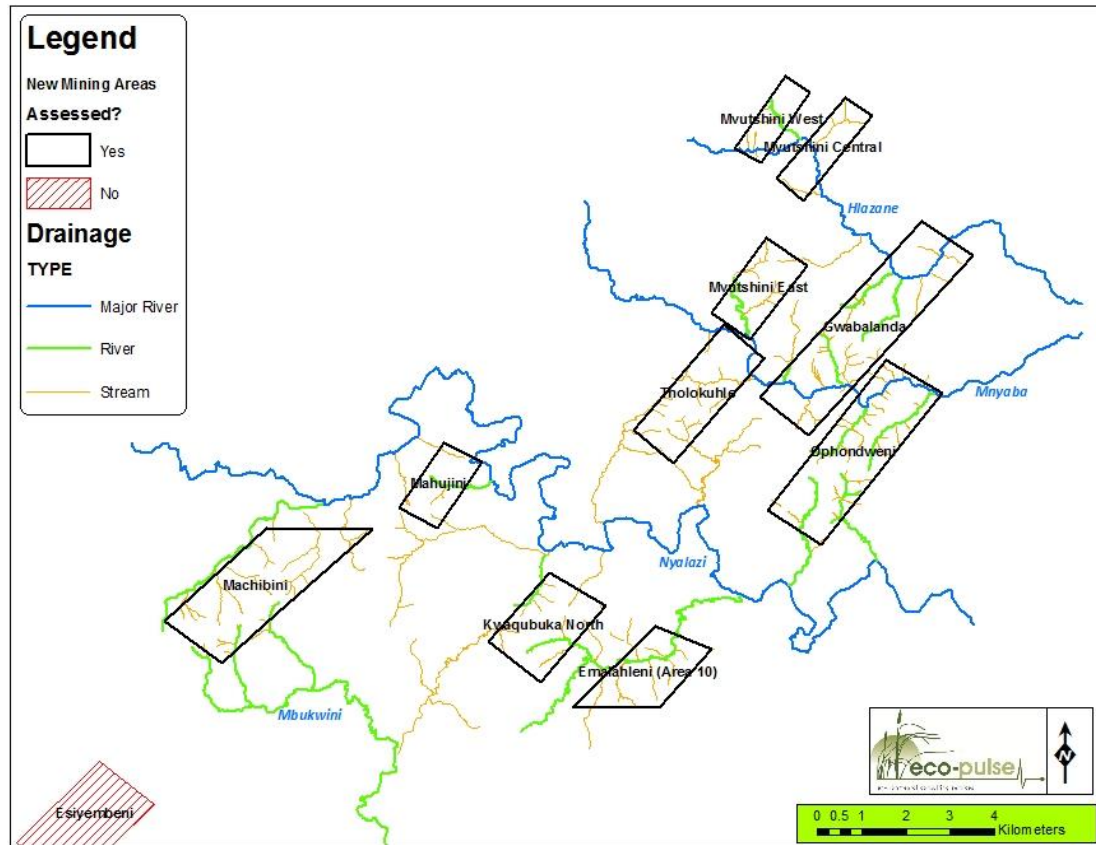 Legend
New Mining Areas
Assessed?
Yes
No
Drainage
TYPE
Major River
River
Stream
Mvutshini West
Mvutshini Central
Hlazane
Mvutshini East
Gwabalanda
Tholokuhle
Mnyaba
Ophondweni
Mahujini
Nyalazi
Machibini
Kwaqubuka North
Emalahleni (Area 10)
Mbukwini
Esiyembeni
eco-pulse
N
0 0.5 1 2 3 4
Kilometers